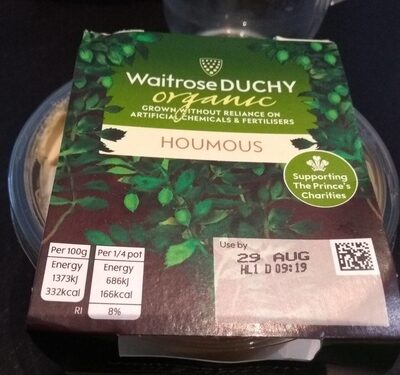 Waitrose DUCHY
organic
GROWN WITHOUT RELIANCE ON
ARTIFICIAL CHEMICALS & FERTILISERS
HOUMOUS
Supporting
The Prince's
Charities
Per 100g
Energy
1373kJ
332kcal
Per 1/4 pot
Energy
686kJ
166kcal
RI
8%
Use by
29 AUG
HL1 D 09:19